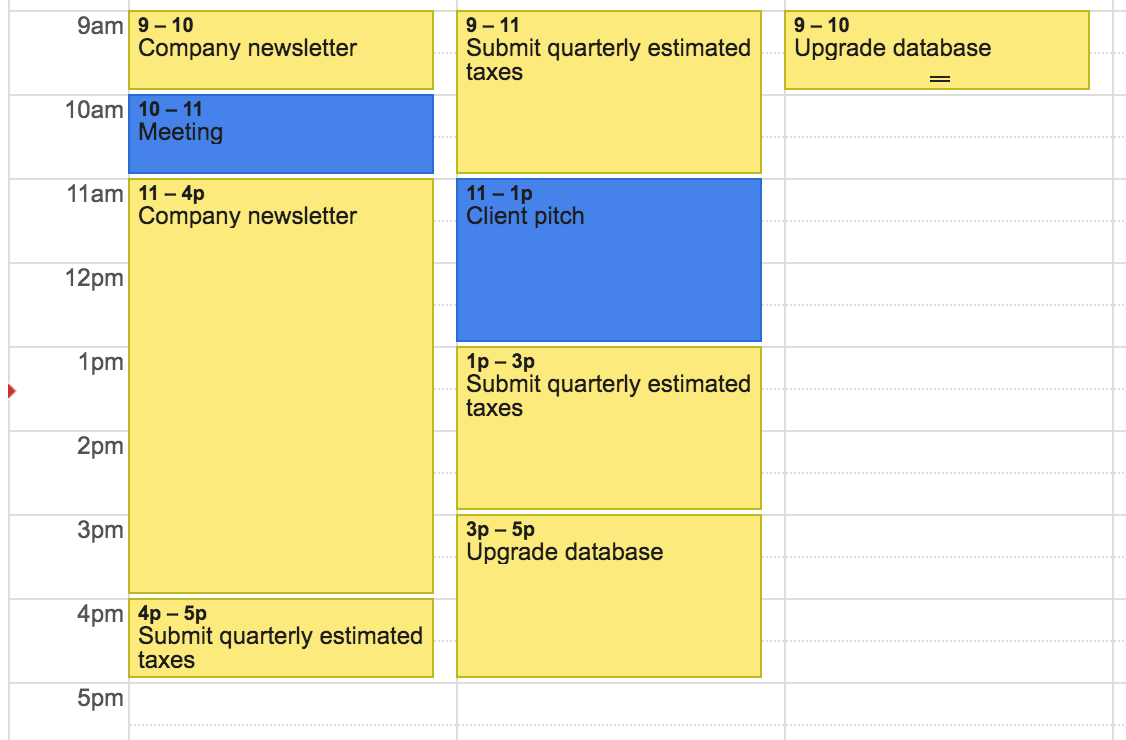 9am
9 – 10
Company newsletter
9 – 11
Submit quarterly estimated
taxes
9 – 10
Upgrade database
10am
10 – 11
Meeting
11am
11 – 4p
Company newsletter
11 – 1p
Client pitch
12pm
1pm
1p – 3p
Submit quarterly estimated
taxes
2pm
3pm
3p – 5p
Upgrade database
4pm
4p – 5p
Submit quarterly estimated
taxes
5pm